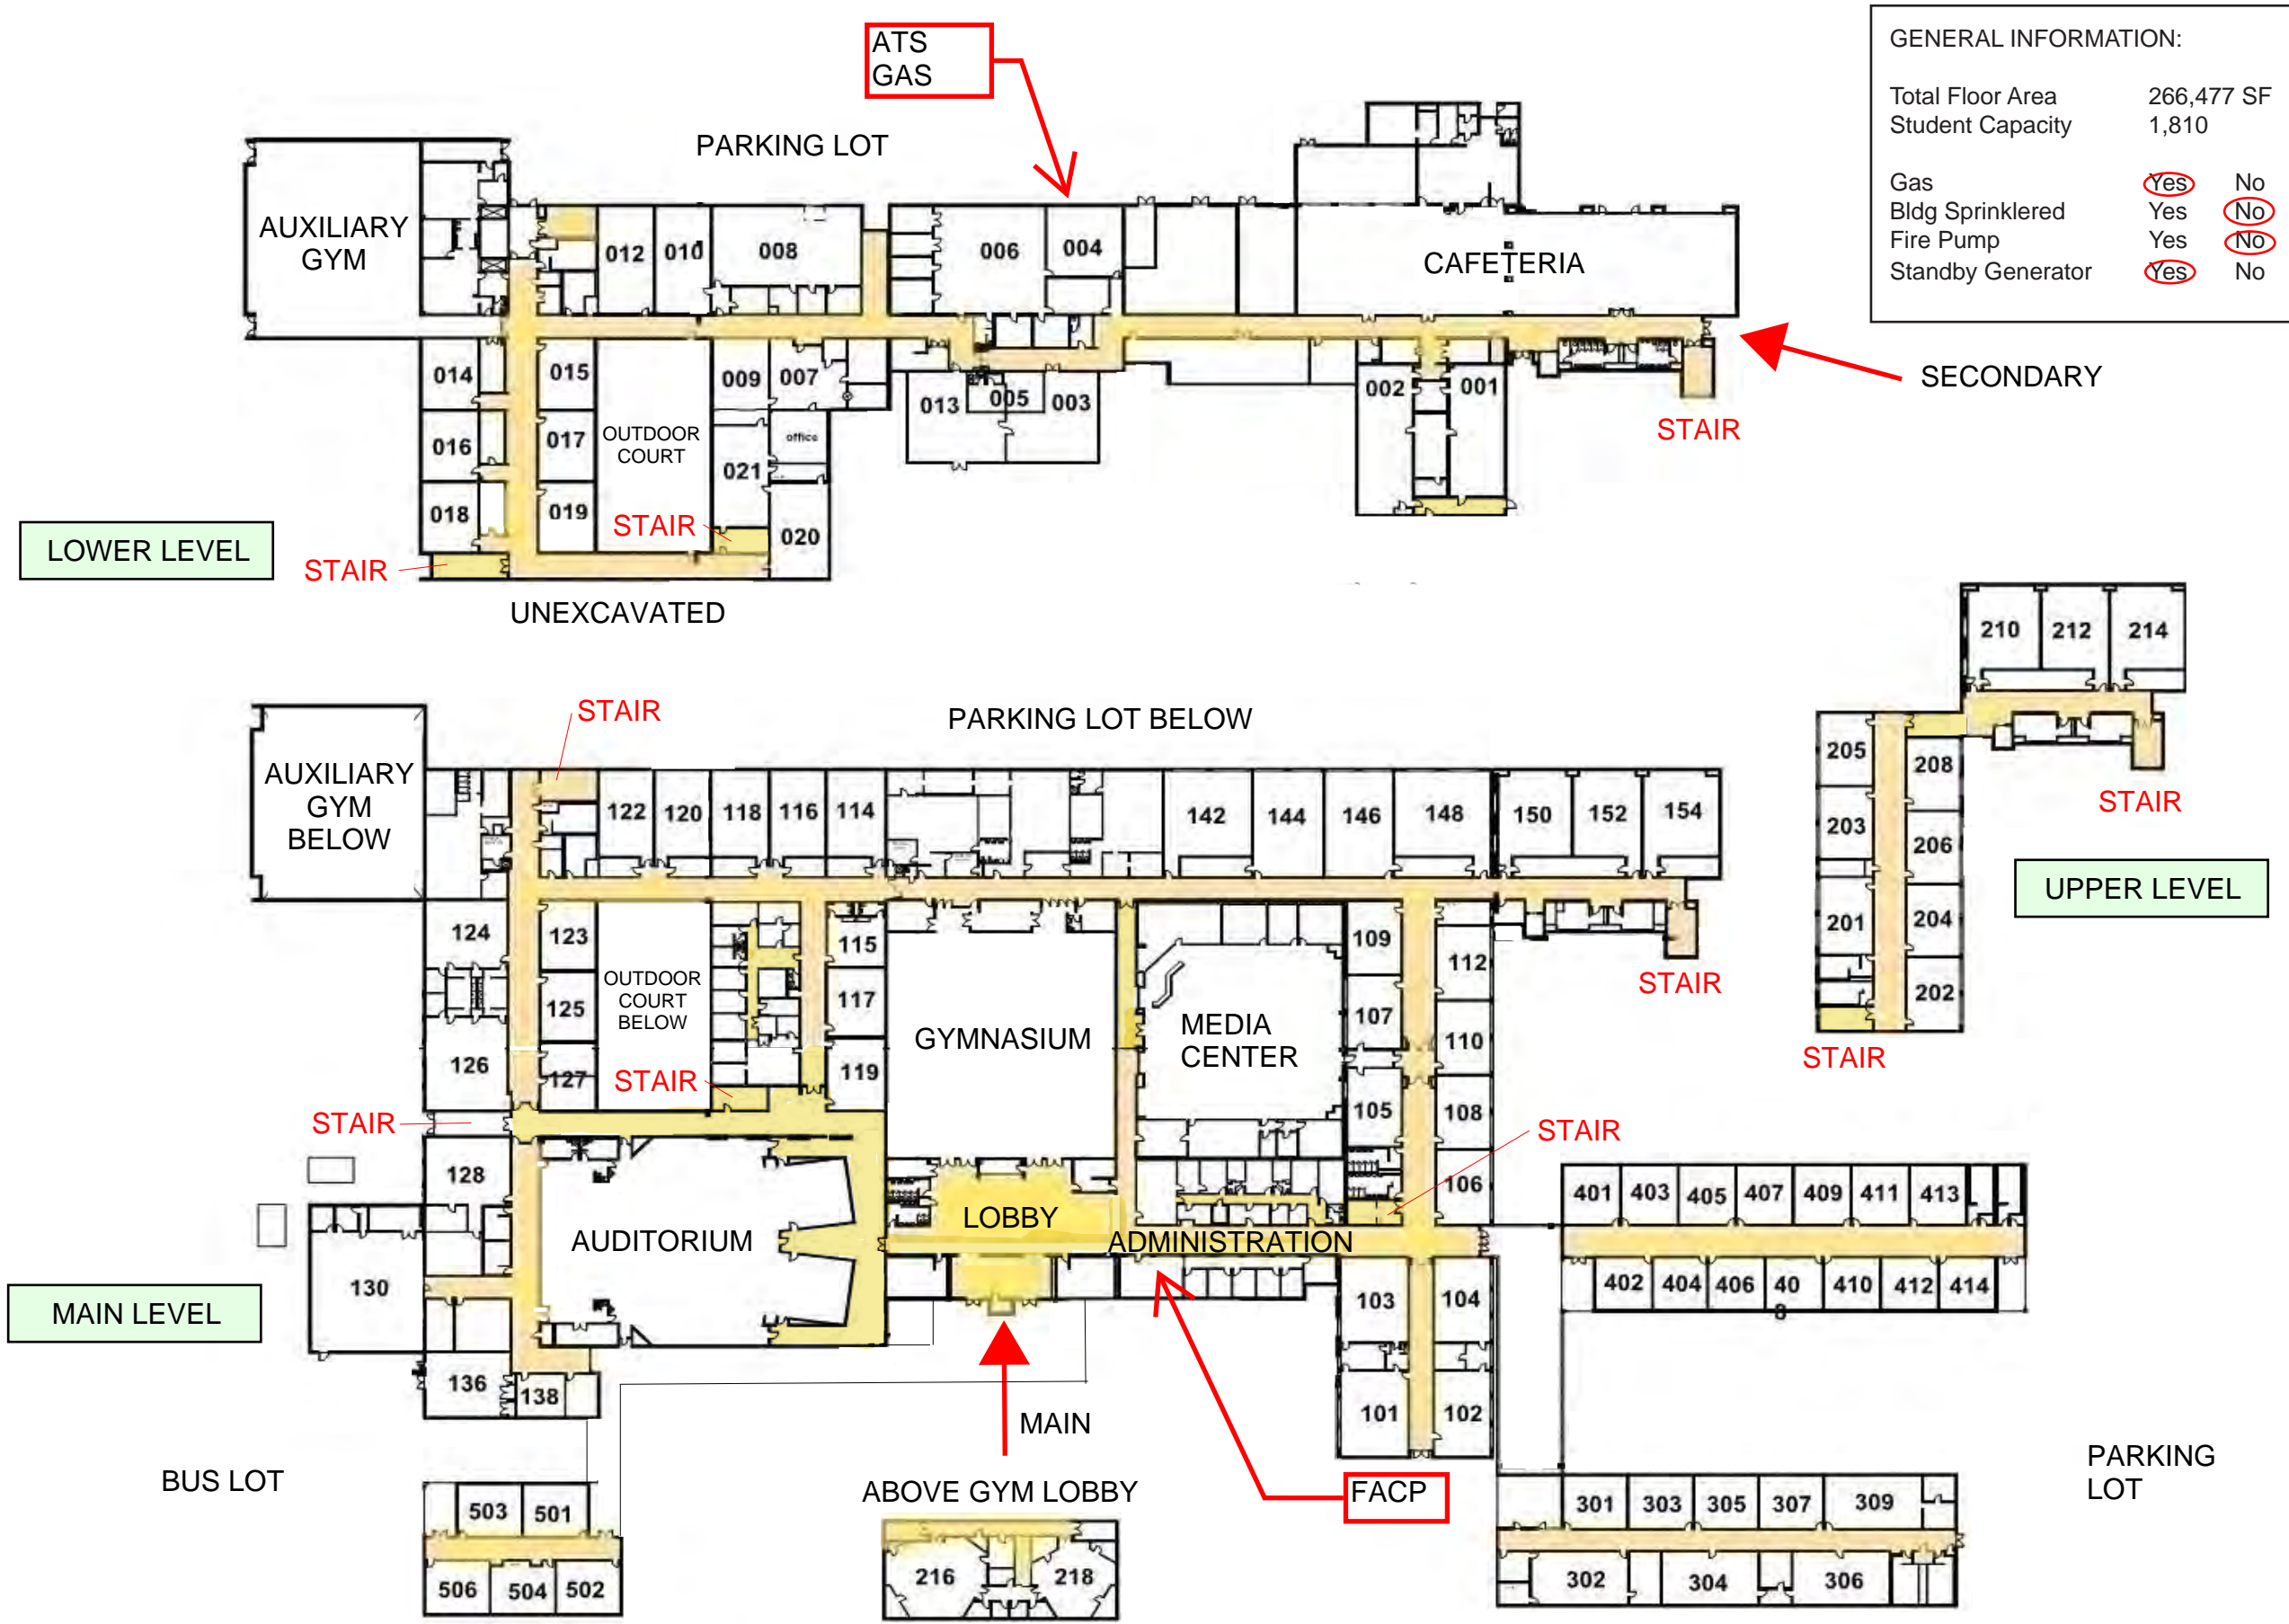 ATS
GAS
GENERAL INFORMATION:
Total Floor Area 266,477 SF
Student Capacity 1,810
Gas Yes No
Bldg Sprinklered Yes No
Fire Pump Yes No
Standby Generator Yes No
PARKING LOT
AUXILIARY
GYM
012 010 008 006 004
CAFETERIA
SECONDARY
014 015 009 007
013 005 003 002 001
STAIR
016 017
OUTDOOR
COURT
office
021
018 019
STAIR
020
LOWER LEVEL
STAIR
UNEXCAVATED
210 212 214
STAIR
PARKING LOT BELOW
AUXILIARY
GYM
BELOW
205 208
STAIR
122 120 118 116 114 142 144 146 148 150 152 154
203 206
UPPER LEVEL
124 123 115 109 112
201 204
STAIR
OUTDOOR
COURT
BELOW
125 117
GYMNASIUM
MEDIA
CENTER
107 110
202
STAIR
126 127
STAIR
119
105 108
STAIR
STAIR
128
106
401 403 405 407 409 411 413
LOBBY
AUDITORIUM
ADMINISTRATION
130
103 104
402 404 406 40 410 412 414
8
MAIN LEVEL
136 138
101 102
MAIN
BUS LOT
ABOVE GYM LOBBY
FACP
PARKING
LOT
503 501
301 303 305 307 309
506 504 502
216 218
302 304 306